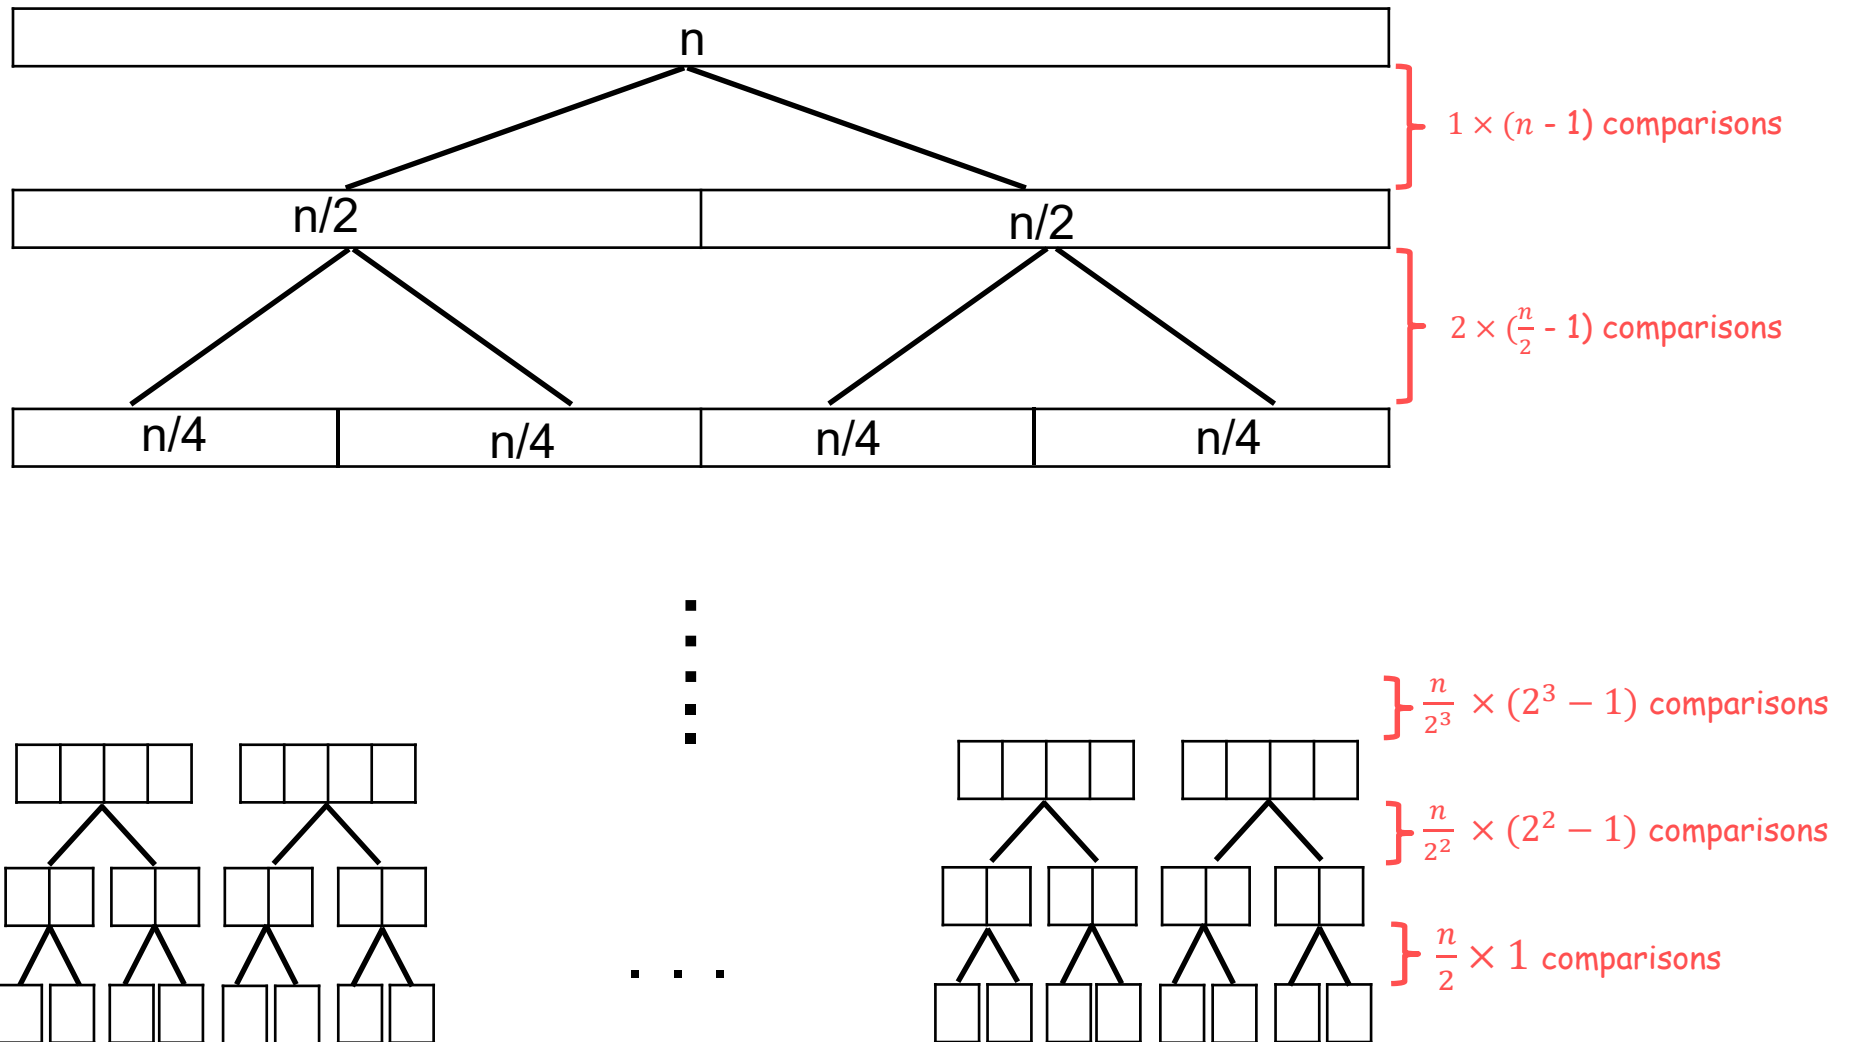 n
1 × (n - 1) comparisons
n/2 n/2
2 × (n/2 - 1) comparisons
n/4 n/4 n/4 n/4
n/2³ × (2³ − 1) comparisons
n/2² × (2² − 1) comparisons
n/2 × 1 comparisons